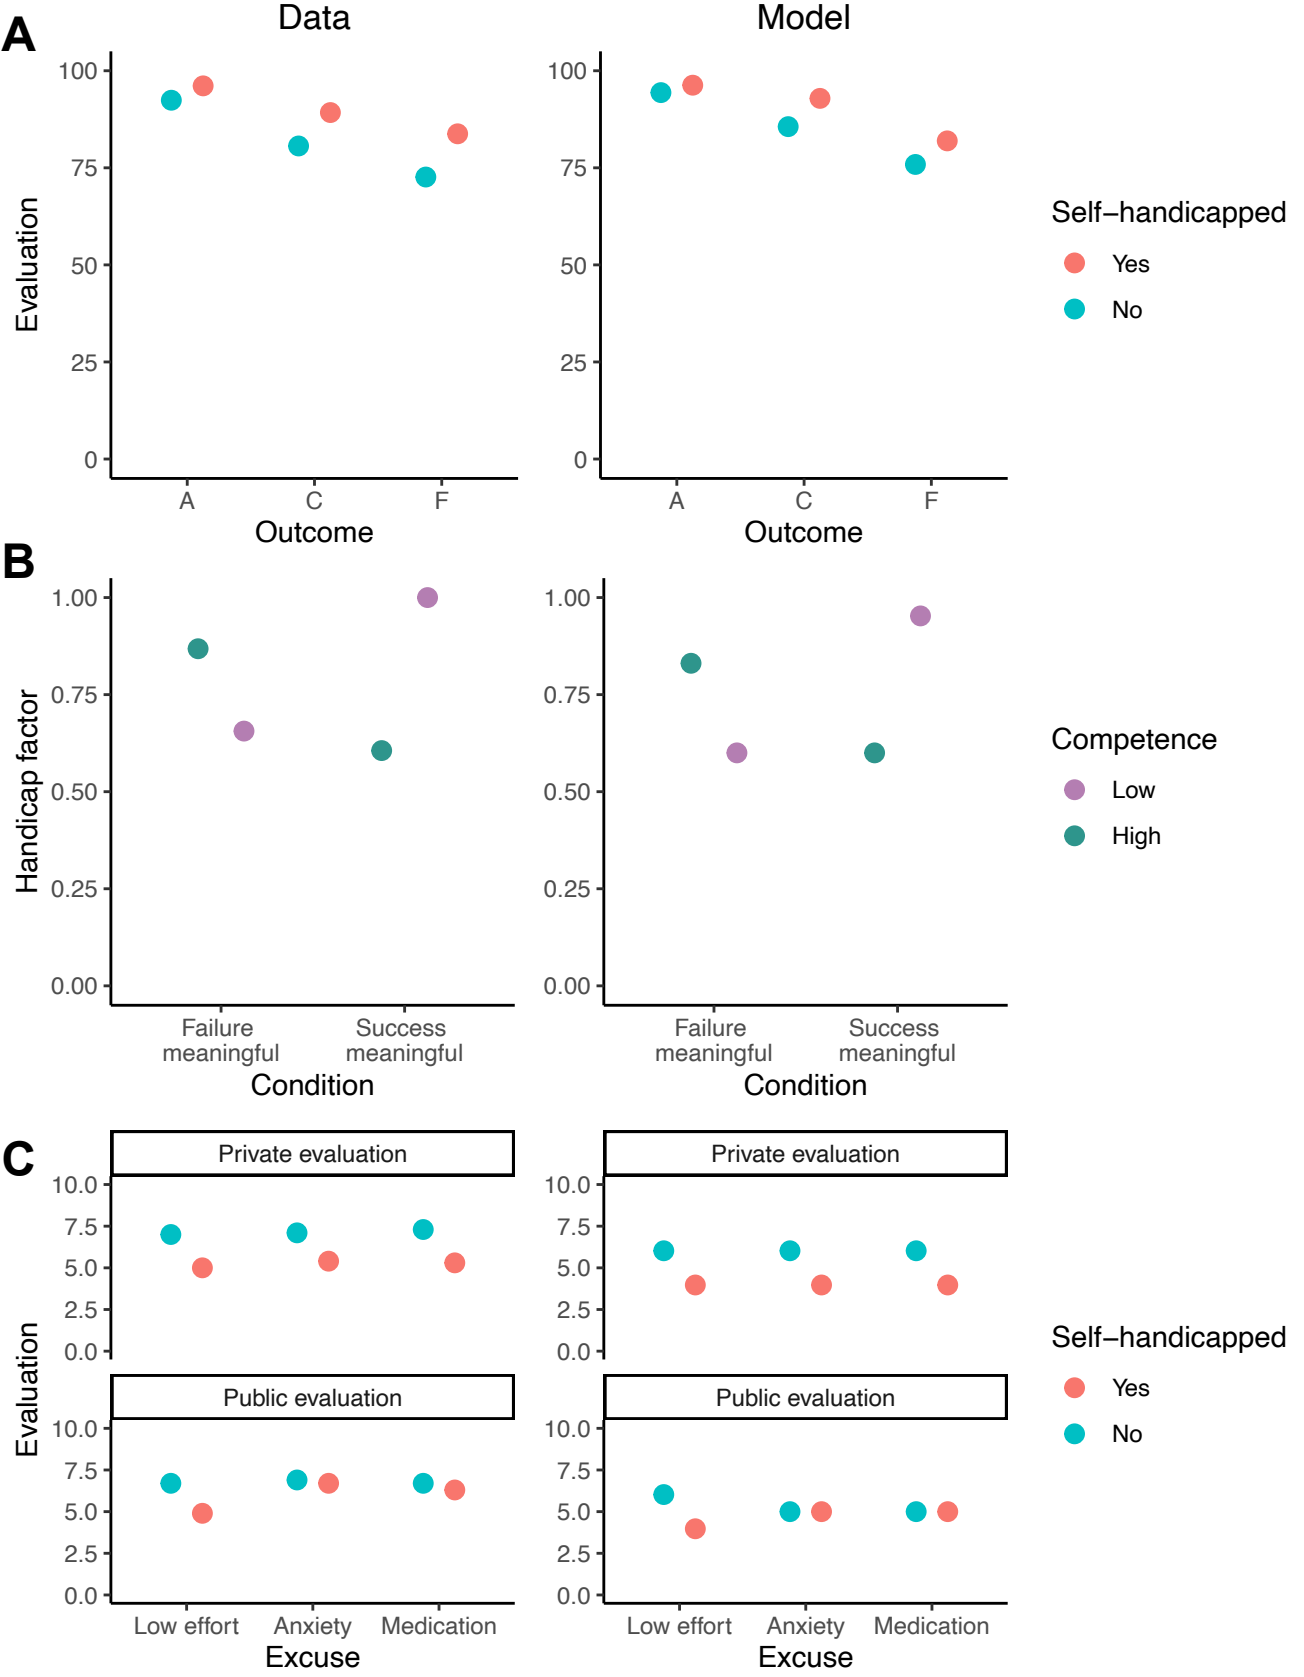 A
Data
Model
100
75
50
25
0
Evaluation
A
C
F
Outcome
100
75
50
25
0
A
C
F
Outcome
Self−handicapped
Yes
No
B
1.00
0.75
0.50
0.25
0.00
Handicap factor
Failure
meaningful
Success
meaningful
Condition
1.00
0.75
0.50
0.25
0.00
Failure
meaningful
Success
meaningful
Condition
Competence
Low
High
C
Private evaluation
10.0
7.5
5.0
2.5
0.0
Private evaluation
10.0
7.5
5.0
2.5
0.0
Evaluation
Public evaluation
10.0
7.5
5.0
2.5
0.0
Low effort
Anxiety
Medication
Excuse
Public evaluation
10.0
7.5
5.0
2.5
0.0
Low effort
Anxiety
Medication
Excuse
Self−handicapped
Yes
No